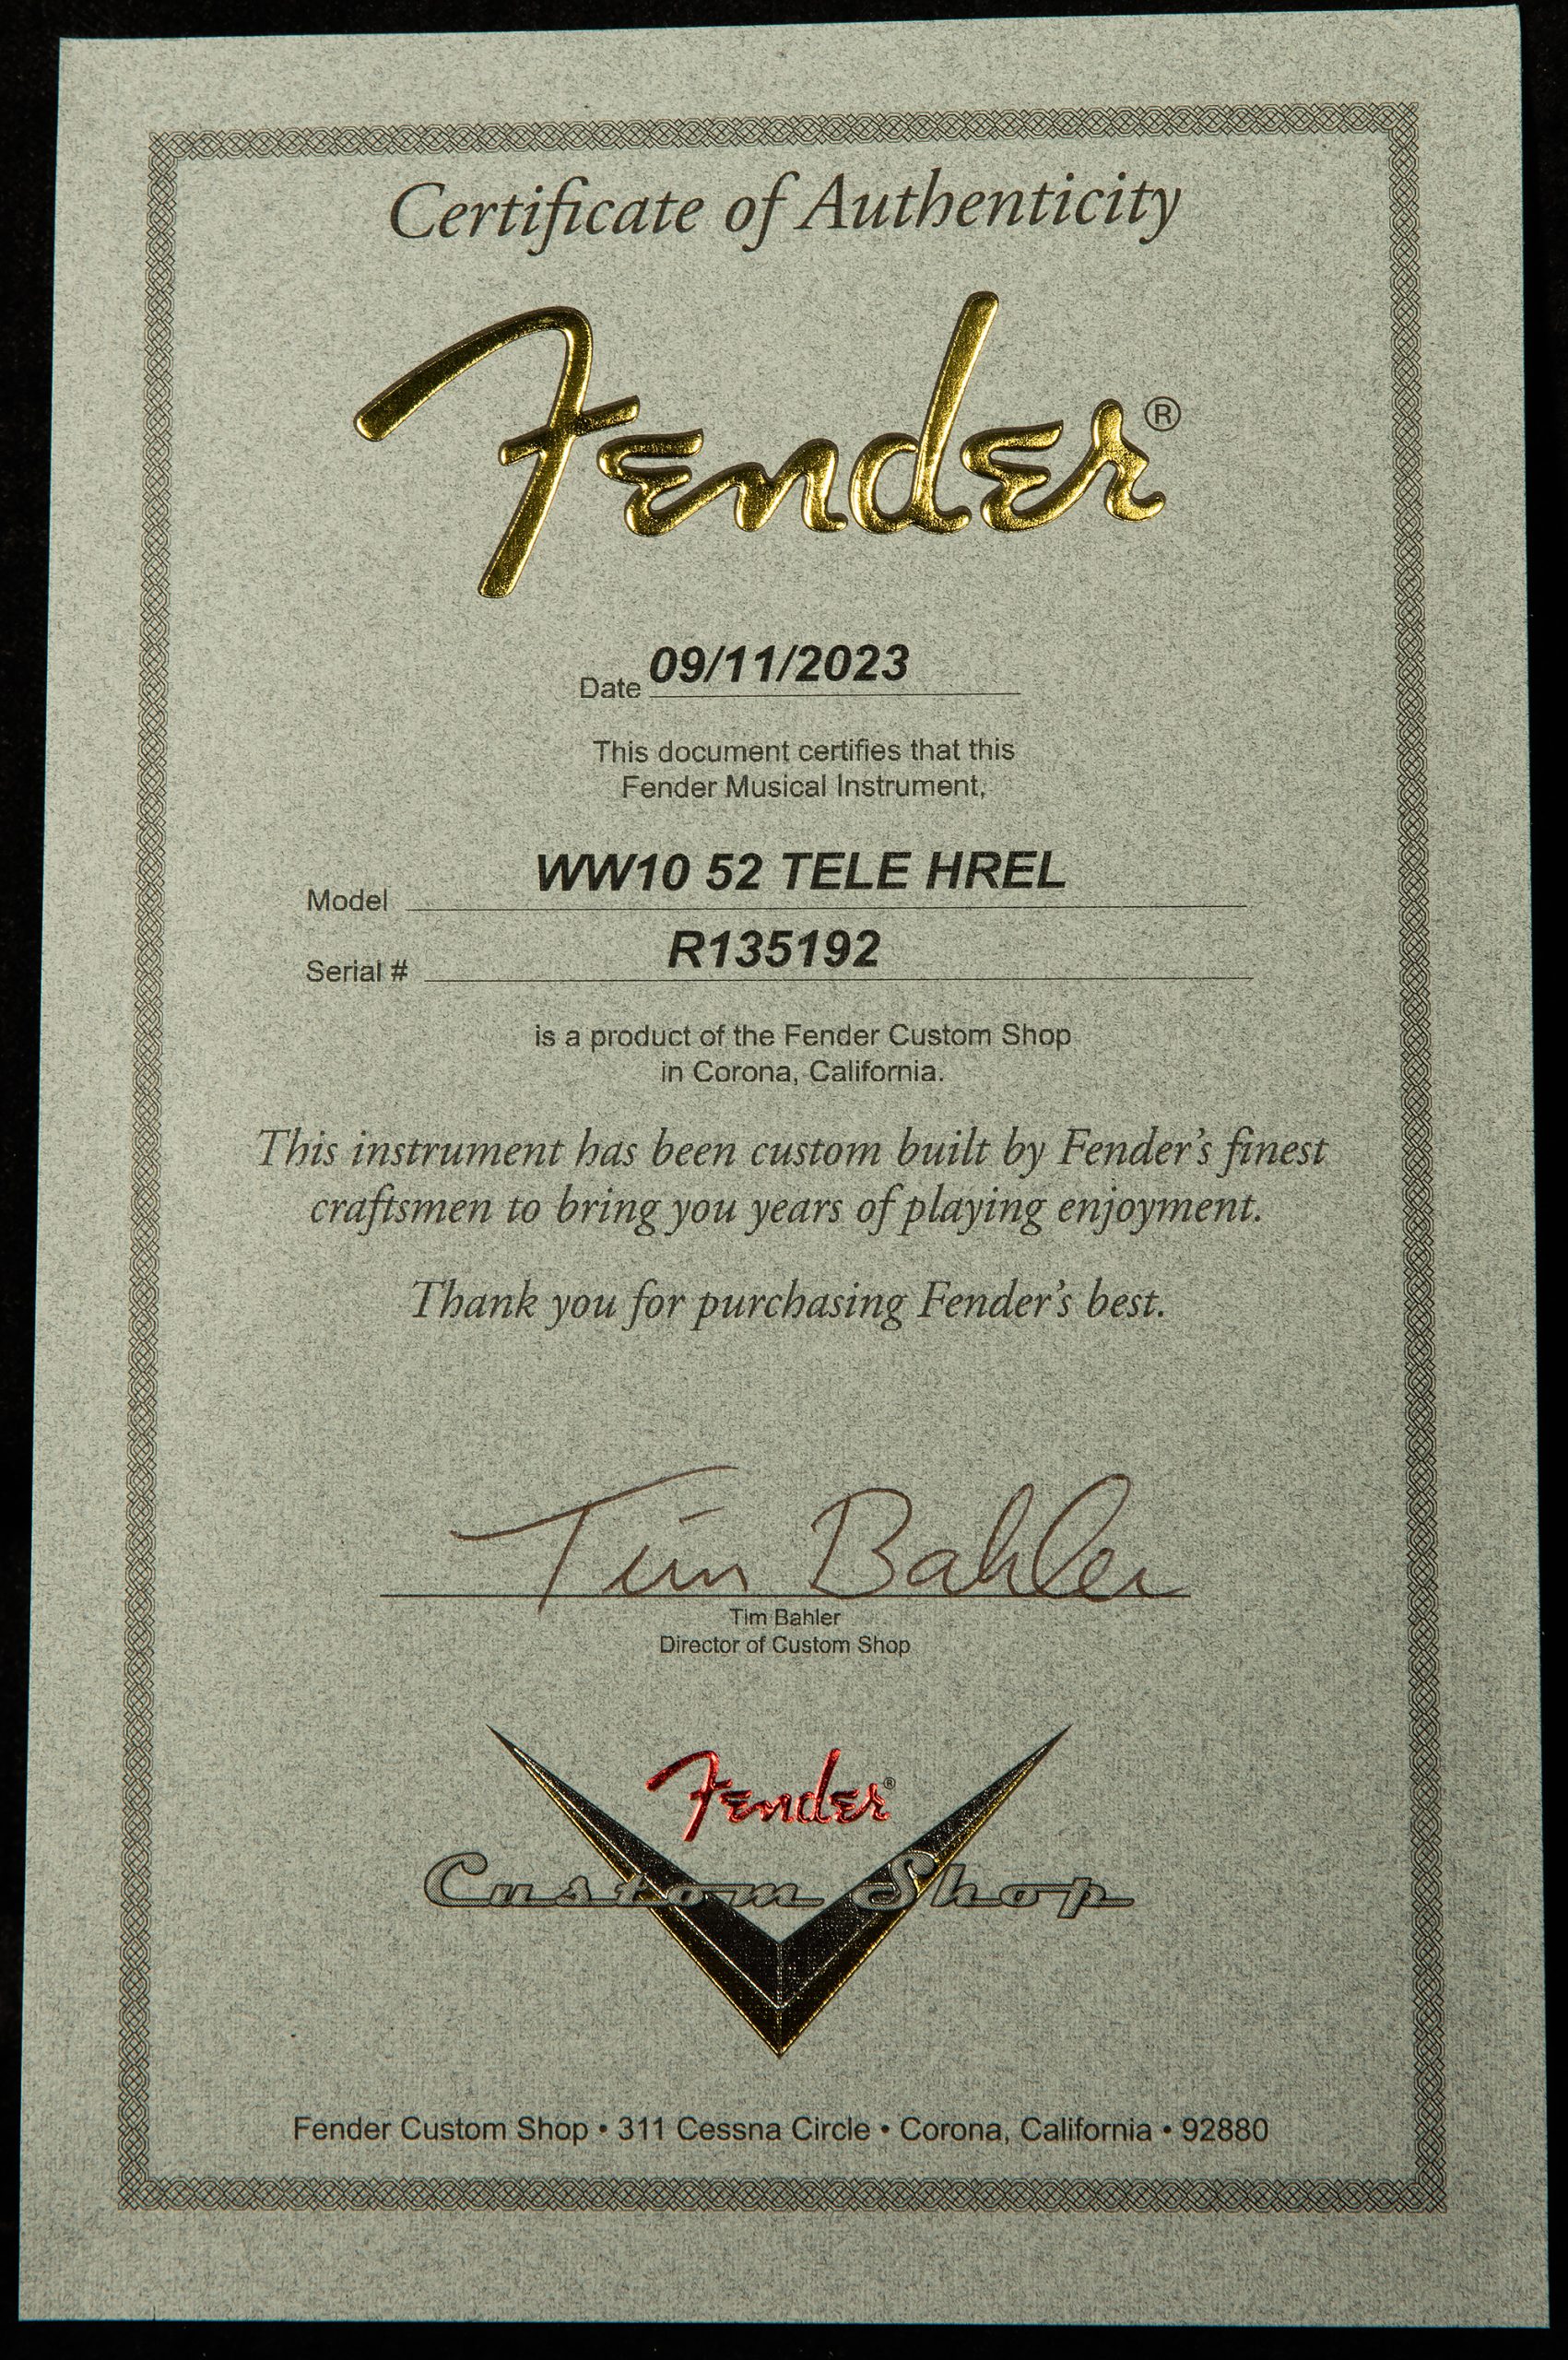 Certificate of Authenticity
Fender®
Date 09/11/2023
This document certifies that this
Fender Musical Instrument,
Model WW10 52 TELE HREL
Serial # R135192
is a product of the Fender Custom Shop
in Corona, California.
This instrument has been custom built by Fender's finest
craftsmen to bring you years of playing enjoyment.
Thank you for purchasing Fender's best.
Tim Bahler
Tim Bahler
Director of Custom Shop
Fender®
Custom Shop
Fender Custom Shop • 311 Cessna Circle • Corona, California • 92880